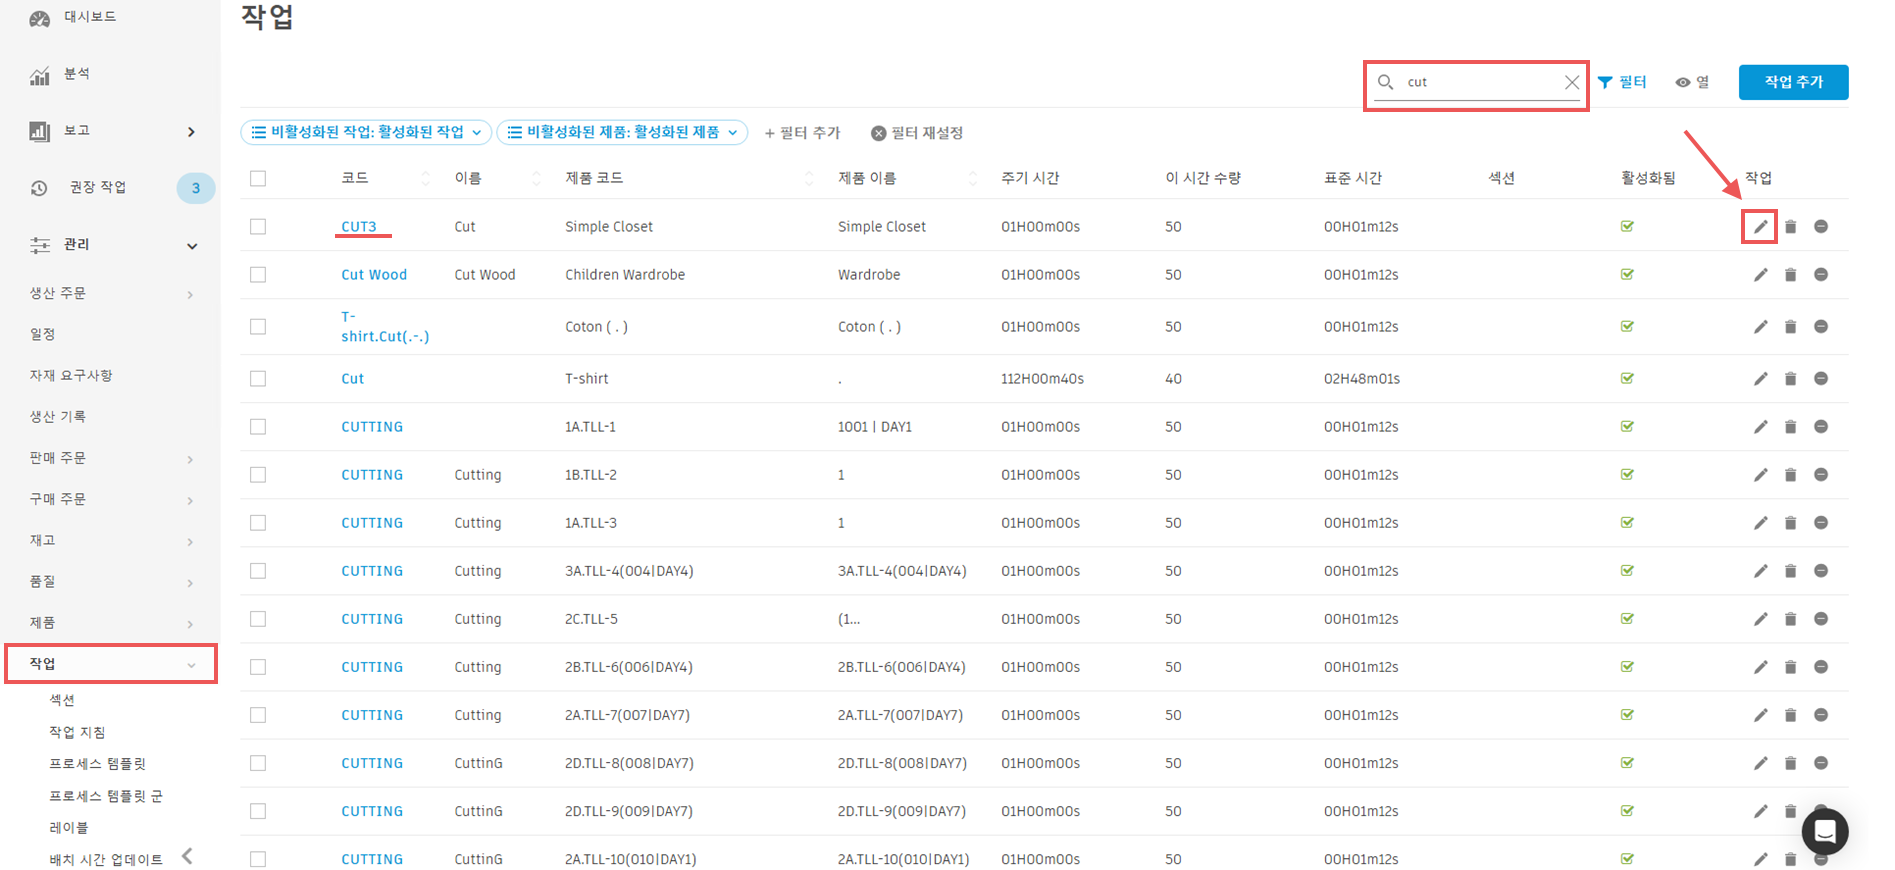 대시보드
분석
보고
권장 작업 3
관리
생산 주문
일정
자재 요구사항
생산 기록
판매 주문
구매 주문
재고
품질
제품
작업
섹션
작업 지침
프로세스 템플릿
프로세스 템플릿 군
레이블
배치 시간 업데이트
작업
cut 필터 열 작업 추가
비활성화된 작업: 활성화된 작업 비활성화된 제품: 활성화된 제품 + 필터 추가 필터 재설정
코드 이름 제품 코드 제품 이름 주기 시간 이 시간 수량 표준 시간 섹션 활성화됨 작업
CUT3 Cut Simple Closet Simple Closet 01H00m00s 50 00H01m12s
Cut Wood Cut Wood Children Wardrobe Wardrobe 01H00m00s 50 00H01m12s
T-
shirt.Cut(.-.) Coton ( . ) Coton ( . ) 01H00m00s 50 00H01m12s
Cut T-shirt . 112H00m40s 40 02H48m01s
CUTTING 1A.TLL-1 1001 | DAY1 01H00m00s 50 00H01m12s
CUTTING Cutting 1B.TLL-2 1 01H00m00s 50 00H01m12s
CUTTING Cutting 1A.TLL-3 1 01H00m00s 50 00H01m12s
CUTTING Cutting 3A.TLL-4(004|DAY4) 3A.TLL-4(004|DAY4) 01H00m00s 50 00H01m12s
CUTTING Cutting 2C.TLL-5 (1... 01H00m00s 50 00H01m12s
CUTTING Cutting 2B.TLL-6(006|DAY4) 2B.TLL-6(006|DAY4) 01H00m00s 50 00H01m12s
CUTTING Cutting 2A.TLL-7(007|DAY7) 2A.TLL-7(007|DAY7) 01H00m00s 50 00H01m12s
CUTTING CuttinG 2D.TLL-8(008|DAY7) 2D.TLL-8(008|DAY7) 01H00m00s 50 00H01m12s
CUTTING CuttinG 2D.TLL-9(009|DAY7) 2D.TLL-9(009|DAY7) 01H00m00s 50 00H01m12s
CUTTING CuttinG 2A.TLL-10(010|DAY1) 2A.TLL-10(010|DAY1) 01H00m00s 50 00H01m12s